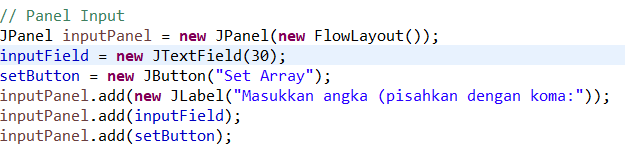 // Panel Input
JPanel inputPanel = new JPanel(new FlowLayout());
inputField = new JTextField(30);
setButton = new JButton("Set Array");
inputPanel.add(new JLabel("Masukkan angka (pisahkan dengan koma:"));
inputPanel.add(inputField);
inputPanel.add(setButton);